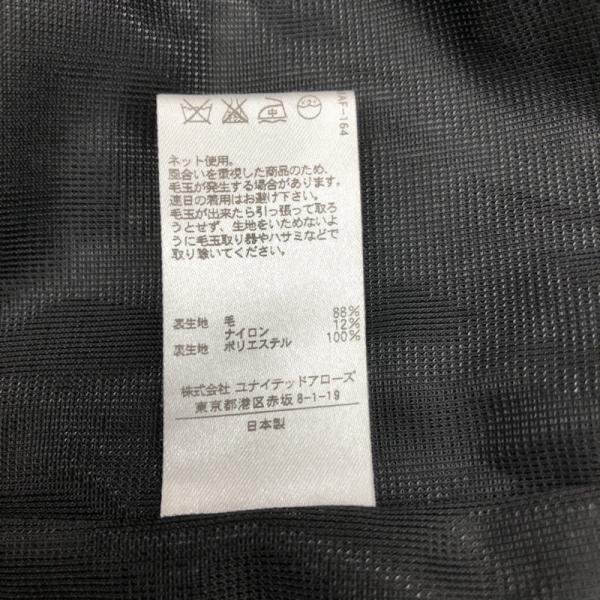 AF-164
中
ネット使用。
風合いを重視した商品のため、
毛玉が発生する場合があります。
連日の着用はお避け下さい。
毛玉が出来たら引っ張って取ろ
うとせず、生地をいためないよ
うに毛玉取り器やハサミなどで
取り除いてください。
表生地 毛 88%
ナイロン 12%
裏生地 ポリエステル 100%
株式会社 ユナイテッドアローズ
東京都港区赤坂 8-1-19
日本製